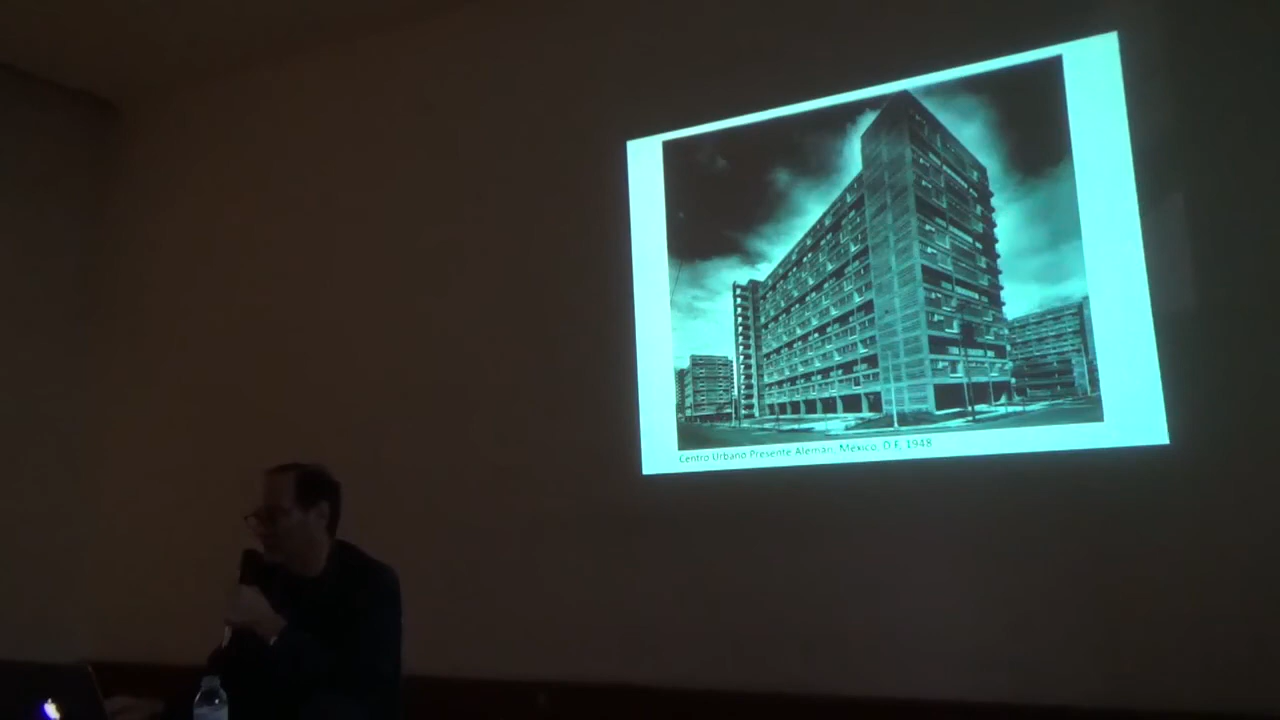 Centro Urbano Presente Alemán, México, D.F, 1948